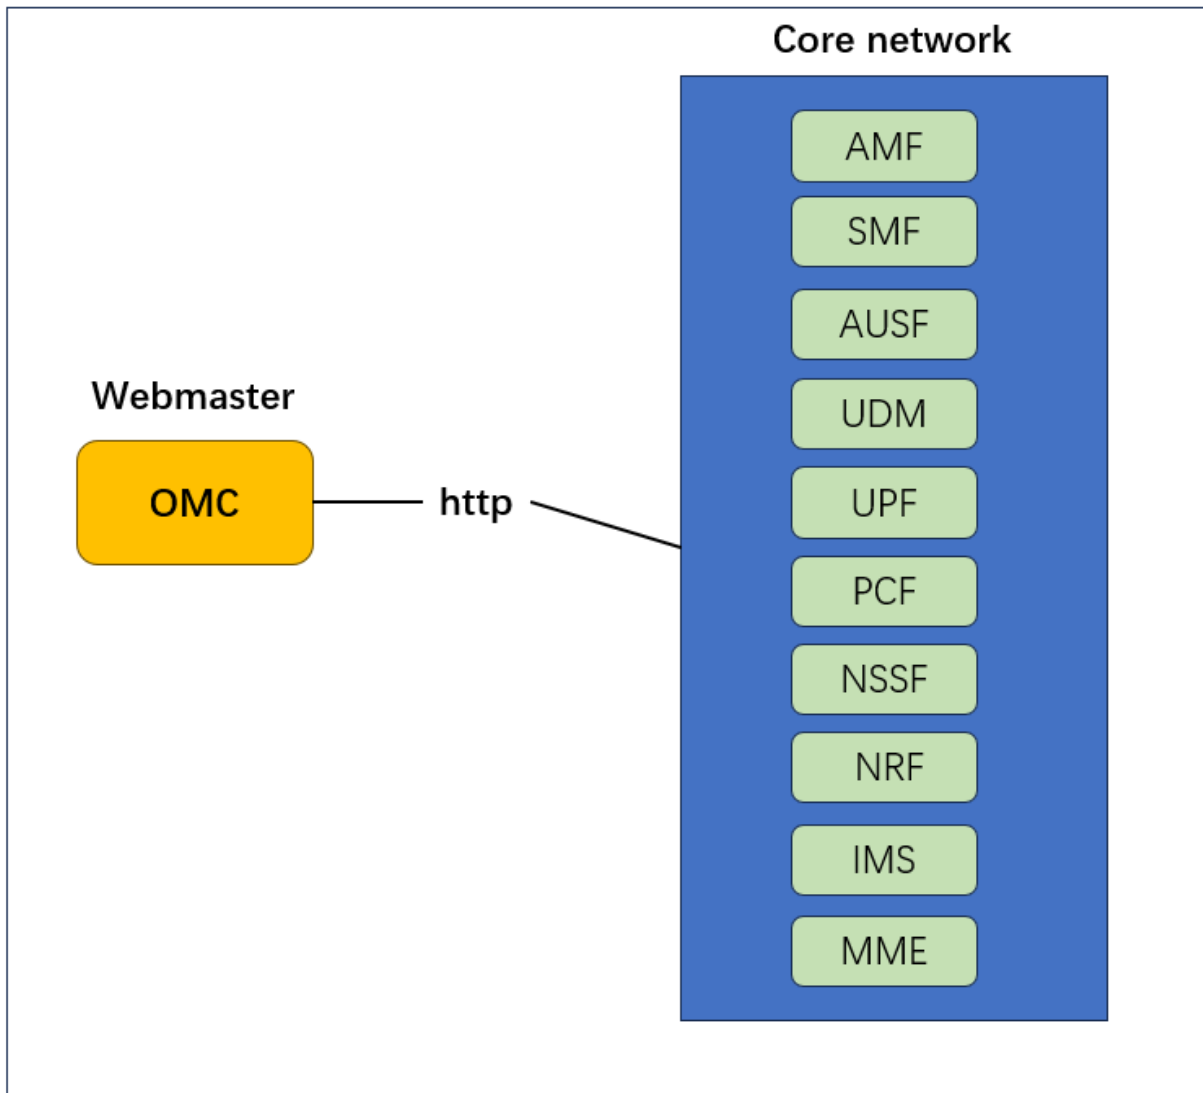 Core network
AMF
SMF
AUSF
UDM
UPF
PCF
NSSF
NRF
IMS
MME
Webmaster
OMC
http